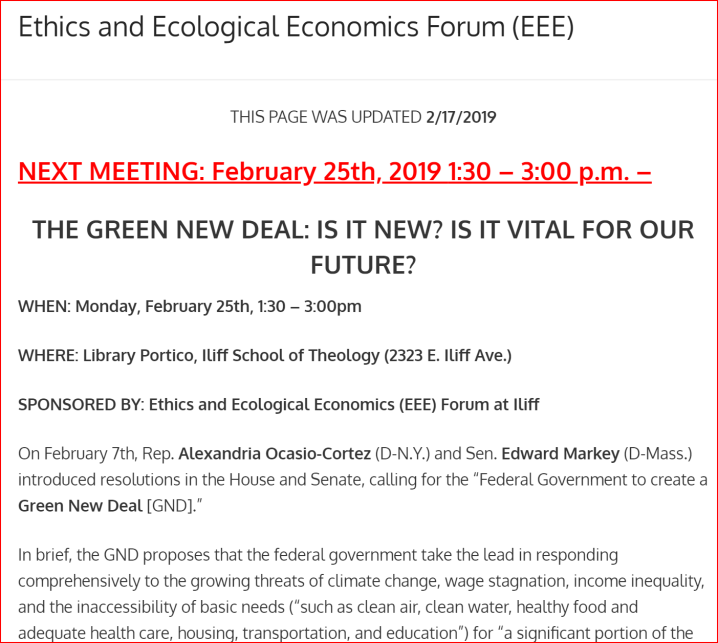 Ethics and Ecological Economics Forum (EEE)
THIS PAGE WAS UPDATED 2/17/2019
NEXT MEETING: February 25th, 2019 1:30 – 3:00 p.m. –
THE GREEN NEW DEAL: IS IT NEW? IS IT VITAL FOR OUR
FUTURE?
WHEN: Monday, February 25th, 1:30 – 3:00pm
WHERE: Library Portico, Iliff School of Theology (2323 E. Iliff Ave.)
SPONSORED BY: Ethics and Ecological Economics (EEE) Forum at Iliff
On February 7th, Rep. Alexandria Ocasio-Cortez (D-N.Y.) and Sen. Edward Markey (D-Mass.)
introduced resolutions in the House and Senate, calling for the “Federal Government to create a
Green New Deal [GND].”
In brief, the GND proposes that the federal government take the lead in responding
comprehensively to the growing threats of climate change, wage stagnation, income inequality,
and the inaccessibility of basic needs (“such as clean air, clean water, healthy food and
adequate health care, housing, transportation, and education”) for “a significant portion of the